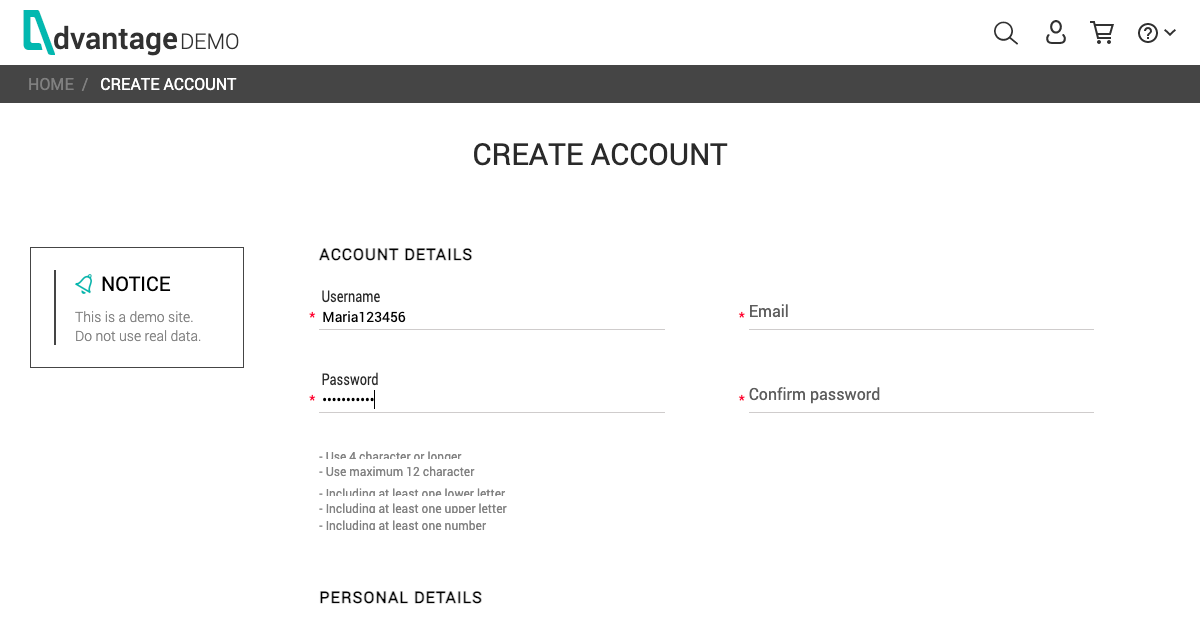 dvantage DEMO
HOME / CREATE ACCOUNT
CREATE ACCOUNT
NOTICE
This is a demo site.
Do not use real data.
ACCOUNT DETAILS
Username
* Maria123456
* Email
Password
* •••••••••••
* Confirm password
- Use 4 character or longer
- Use maximum 12 character
- Including at least one lower letter
- Including at least one upper letter
- Including at least one number
PERSONAL DETAILS